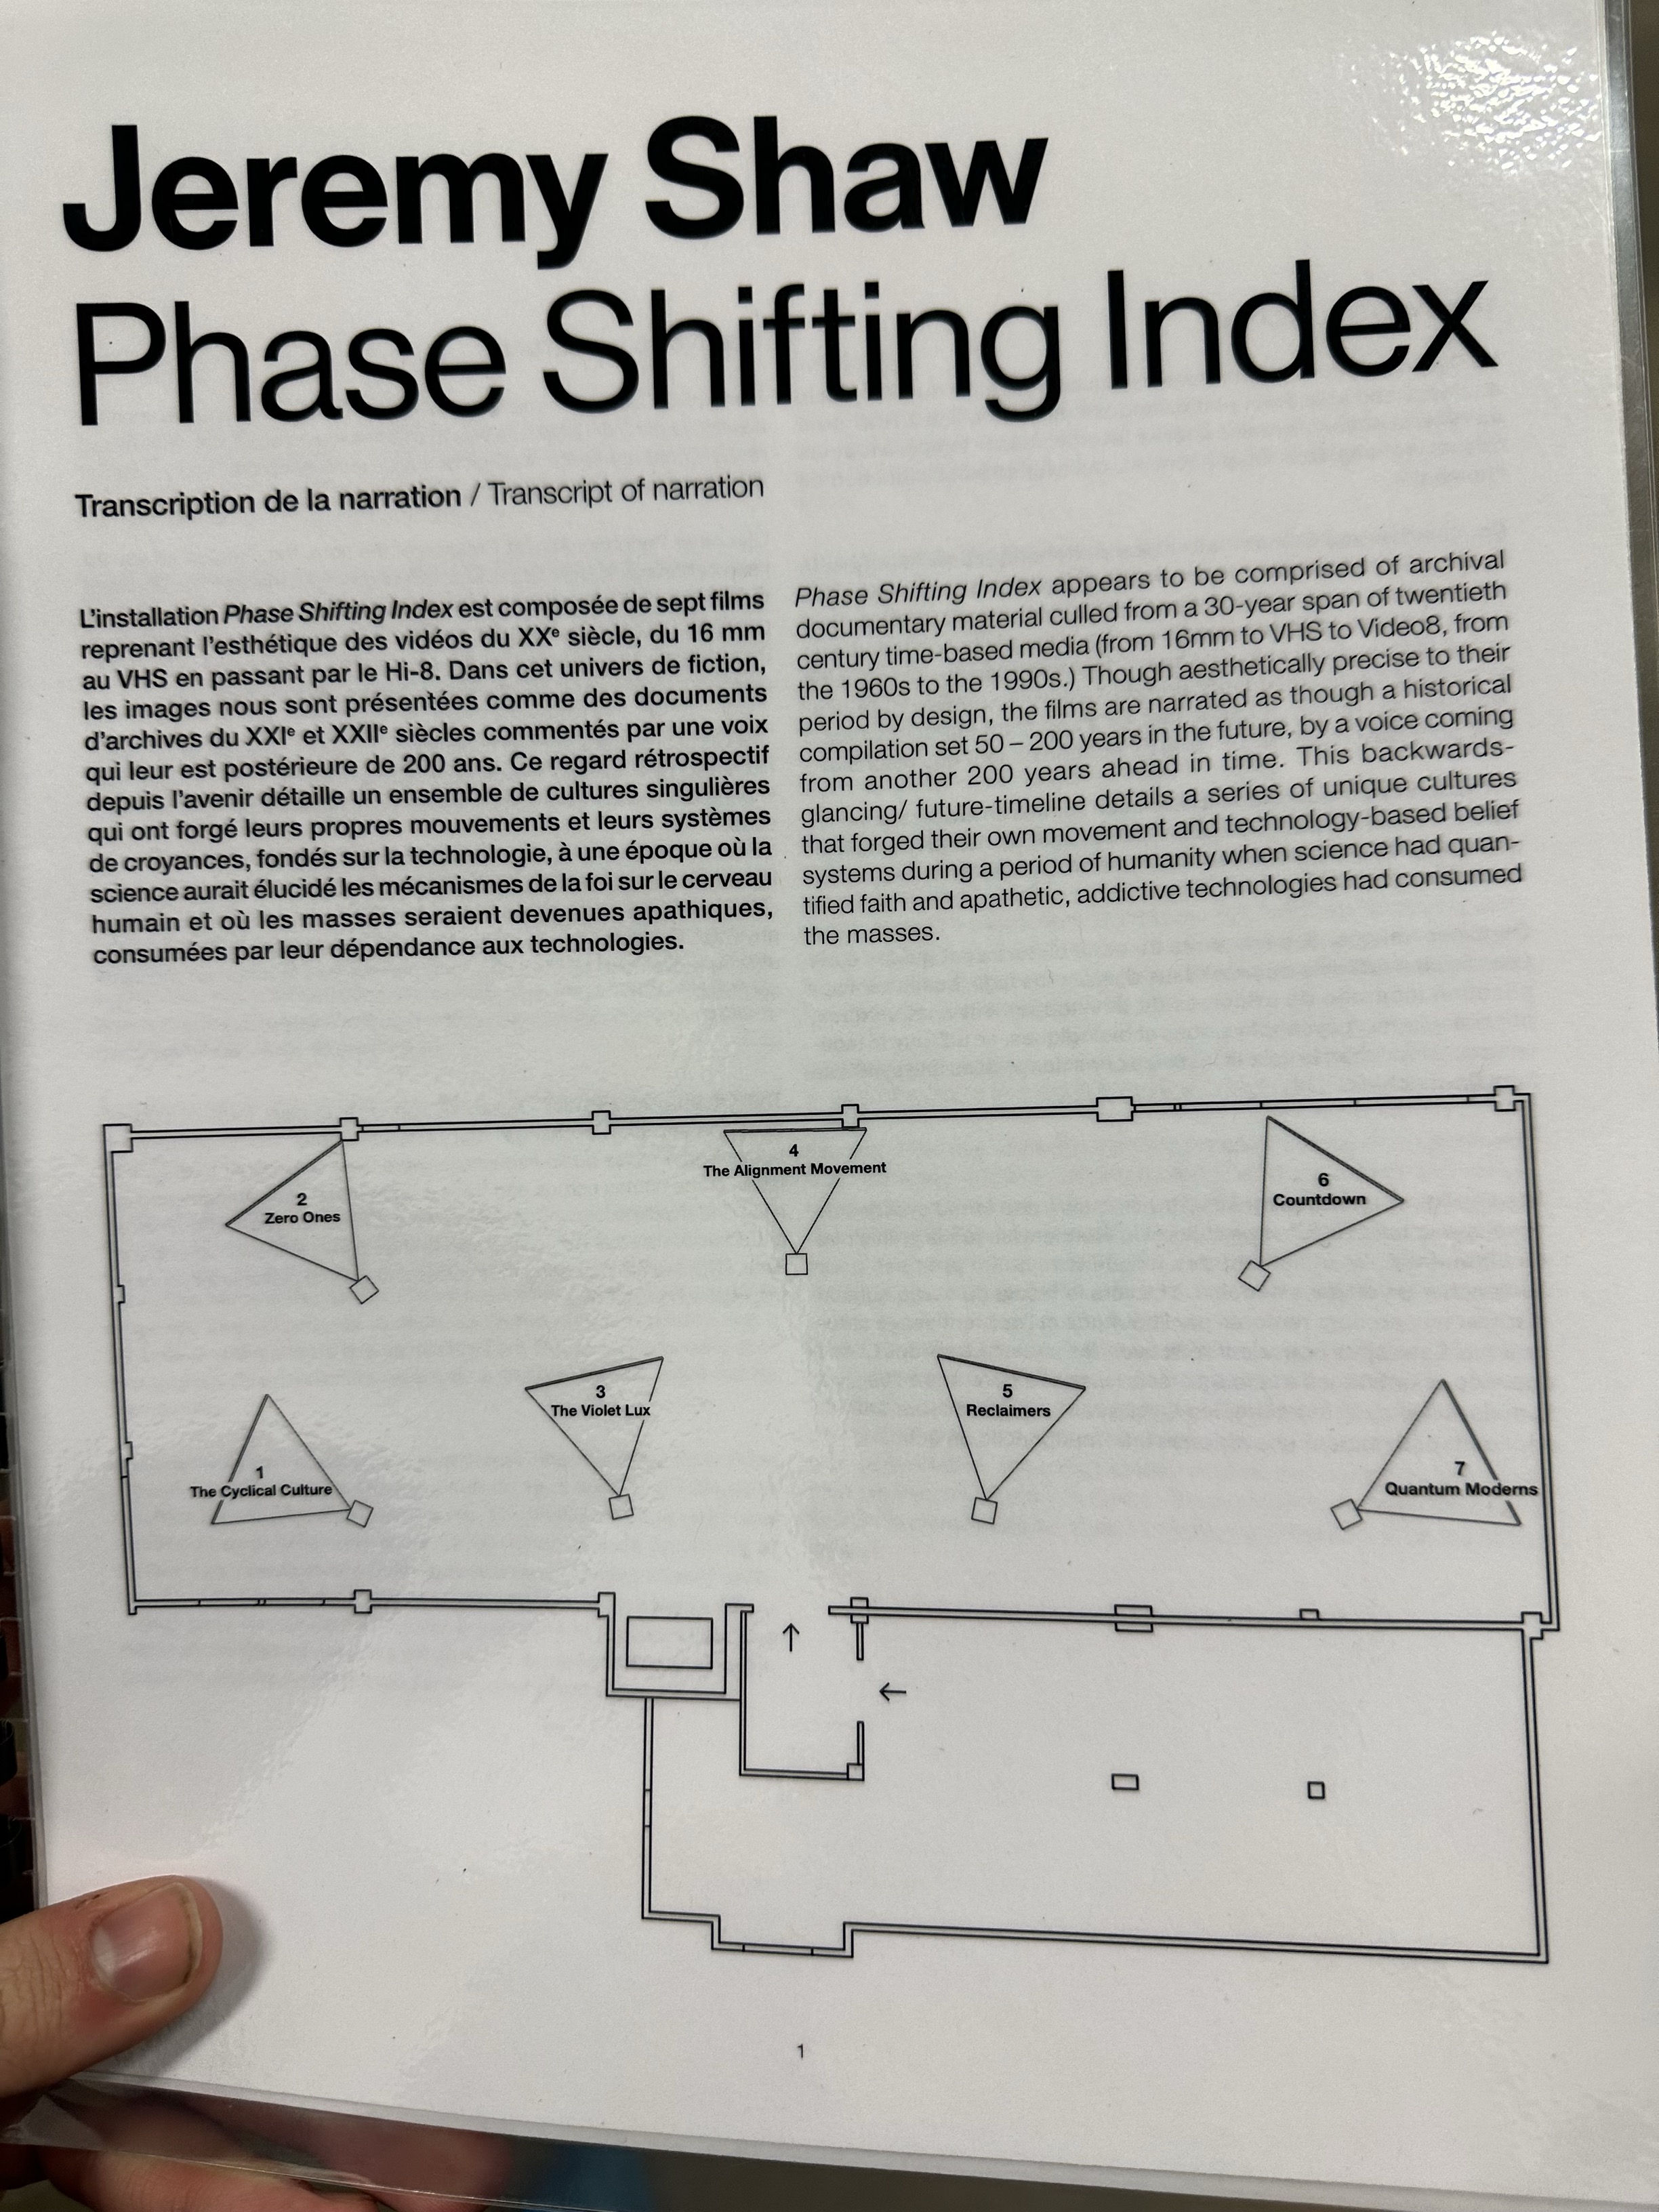 Jeremy Shaw
Phase Shifting Index
Transcription de la narration / Transcript of narration
L'installation Phase Shifting Index est composée de sept films
reprenant l'esthétique des vidéos du XXe siècle, du 16 mm
au VHS en passant par le Hi-8. Dans cet univers de fiction,
les images nous sont présentées comme des documents
d'archives du XXIe et XXIIe siècles commentés par une voix
qui leur est postérieure de 200 ans. Ce regard rétrospectif
depuis l'avenir détaille un ensemble de cultures singulières
qui ont forgé leurs propres mouvements et leurs systèmes
de croyances, fondés sur la technologie, à une époque où la
science aurait élucidé les mécanismes de la foi sur le cerveau
humain et où les masses seraient devenues apathiques,
consumées par leur dépendance aux technologies.
Phase Shifting Index appears to be comprised of archival
documentary material culled from a 30-year span of twentieth
century time-based media (from 16mm to VHS to Video8, from
the 1960s to the 1990s.) Though aesthetically precise to their
period by design, the films are narrated as though a historical
compilation set 50 – 200 years in the future, by a voice coming
from another 200 years ahead in time. This backwards-
glancing/ future-timeline details a series of unique cultures
that forged their own movement and technology-based belief
systems during a period of humanity when science had quan-
tified faith and apathetic, addictive technologies had consumed
the masses.
4
The Alignment Movement
6
Countdown
2
Zero Ones
3
The Violet Lux
5
Reclaimers
1
The Cyclical Culture
7
Quantum Moderns
1